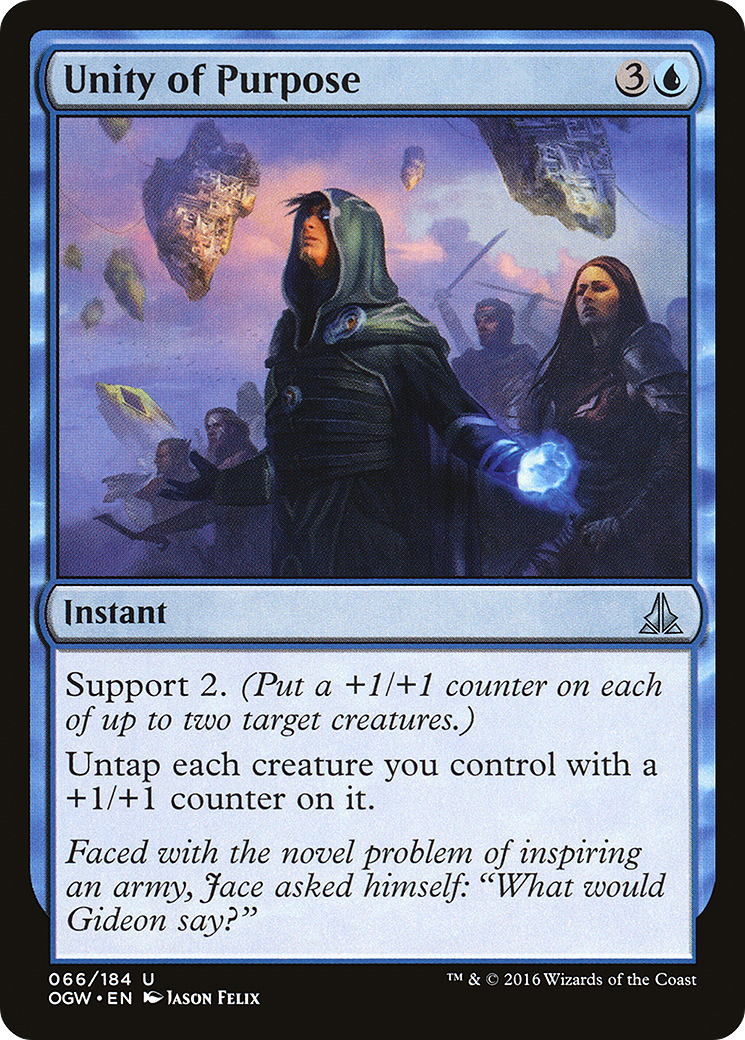 Unity of Purpose 3
Instant
Support 2. (Put a +1/+1 counter on each
of up to two target creatures.)
Untap each creature you control with a
+1/+1 counter on it.
Faced with the novel problem of inspiring
an army, Jace asked himself: “What would
Gideon say?”
066/184 U
OGW • EN Jason Felix
™ & © 2016 Wizards of the Coast